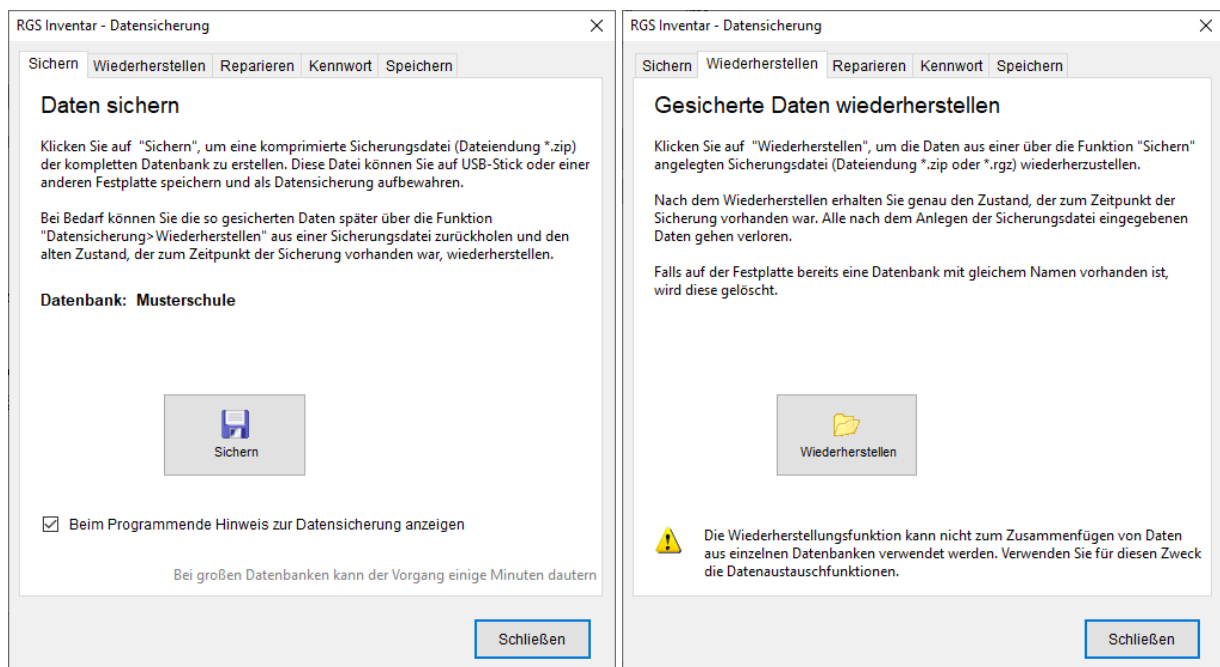 RGS Inventar - Datensicherung
Sichern Wiederherstellen Reparieren Kennwort Speichern
Daten sichern
Klicken Sie auf "Sichern", um eine komprimierte Sicherungsdatei (Dateiendung *.zip)
der kompletten Datenbank zu erstellen. Diese Datei können Sie auf USB-Stick oder einer
anderen Festplatte speichern und als Datensicherung aufbewahren.
Bei Bedarf können Sie die so gesicherten Daten später über die Funktion
"Datensicherung>Wiederherstellen" aus einer Sicherungsdatei zurückholen und den
alten Zustand, der zum Zeitpunkt der Sicherung vorhanden war, wiederherstellen.
Datenbank: Musterschule
Sichern
Beim Programmende Hinweis zur Datensicherung anzeigen
Bei großen Datenbanken kann der Vorgang einige Minuten dautern
Schließen
RGS Inventar - Datensicherung
Sichern Wiederherstellen Reparieren Kennwort Speichern
Gesicherte Daten wiederherstellen
Klicken Sie auf "Wiederherstellen", um die Daten aus einer über die Funktion "Sichern"
angelegten Sicherungsdatei (Dateiendung *.zip oder *.rgz) wiederherzustellen.
Nach dem Wiederherstellen erhalten Sie genau den Zustand, der zum Zeitpunkt der
Sicherung vorhanden war. Alle nach dem Anlegen der Sicherungsdatei eingegebenen
Daten gehen verloren.
Falls auf der Festplatte bereits eine Datenbank mit gleichem Namen vorhanden ist,
wird diese gelöscht.
Wiederherstellen
Die Wiederherstellungsfunktion kann nicht zum Zusammenfügen von Daten
aus einzelnen Datenbanken verwendet werden. Verwenden Sie für diesen Zweck
die Datenaustauschfunktionen.
Schließen